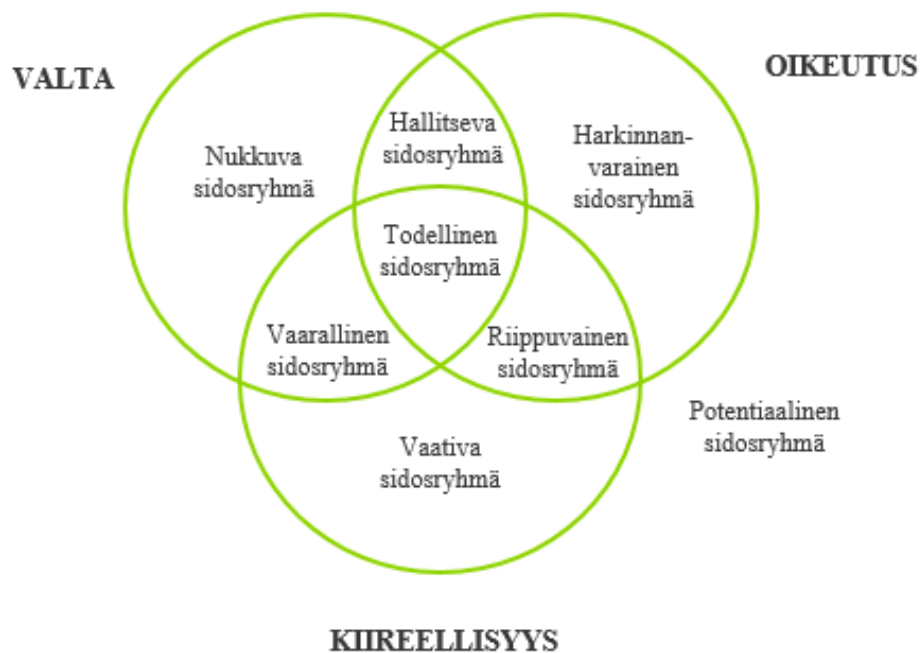 VALTA
OIKEUTUS
Hallitseva
sidosryhmä
Nukkuva
sidosryhmä
Harkinnan-
varainen
sidosryhmä
Todellinen
sidosryhmä
Vaarallinen
sidosryhmä
Riippuvainen
sidosryhmä
Potentiaalinen
sidosryhmä
Vaativa
sidosryhmä
KIIREELLISYYS